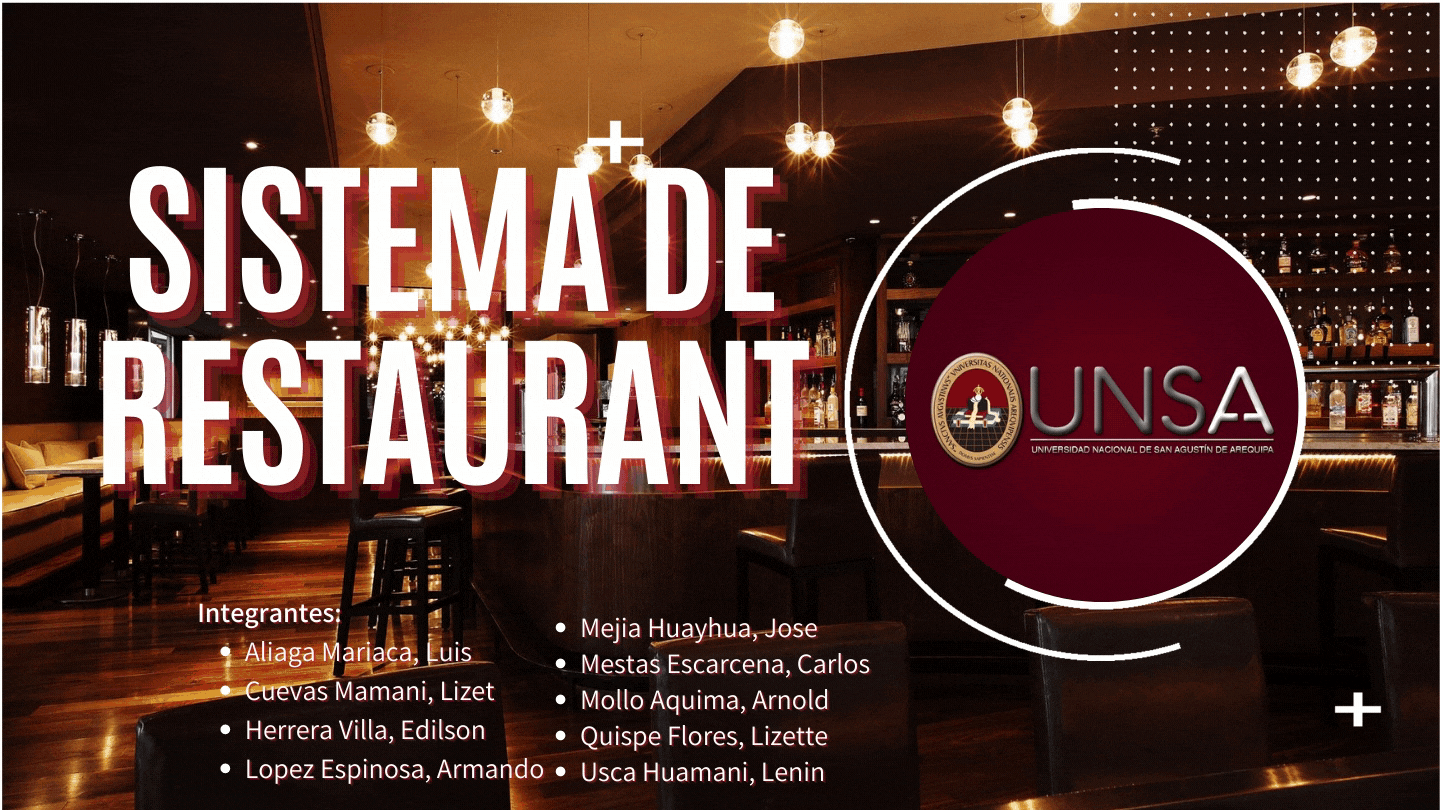 SISTEMA DE
RESTAURANT
UNSA
UNIVERSIDAD NACIONAL DE SAN AGUSTÍN DE AREQUIPA
Integrantes:
• Aliaga Mariaca, Luis
• Cuevas Mamani, Lizet
• Herrera Villa, Edilson
• Lopez Espinosa, Armando
• Mejia Huayhua, Jose
• Mestas Escarcena, Carlos
• Mollo Aquima, Arnold
• Quispe Flores, Lizette
• Usca Huamani, Lenin